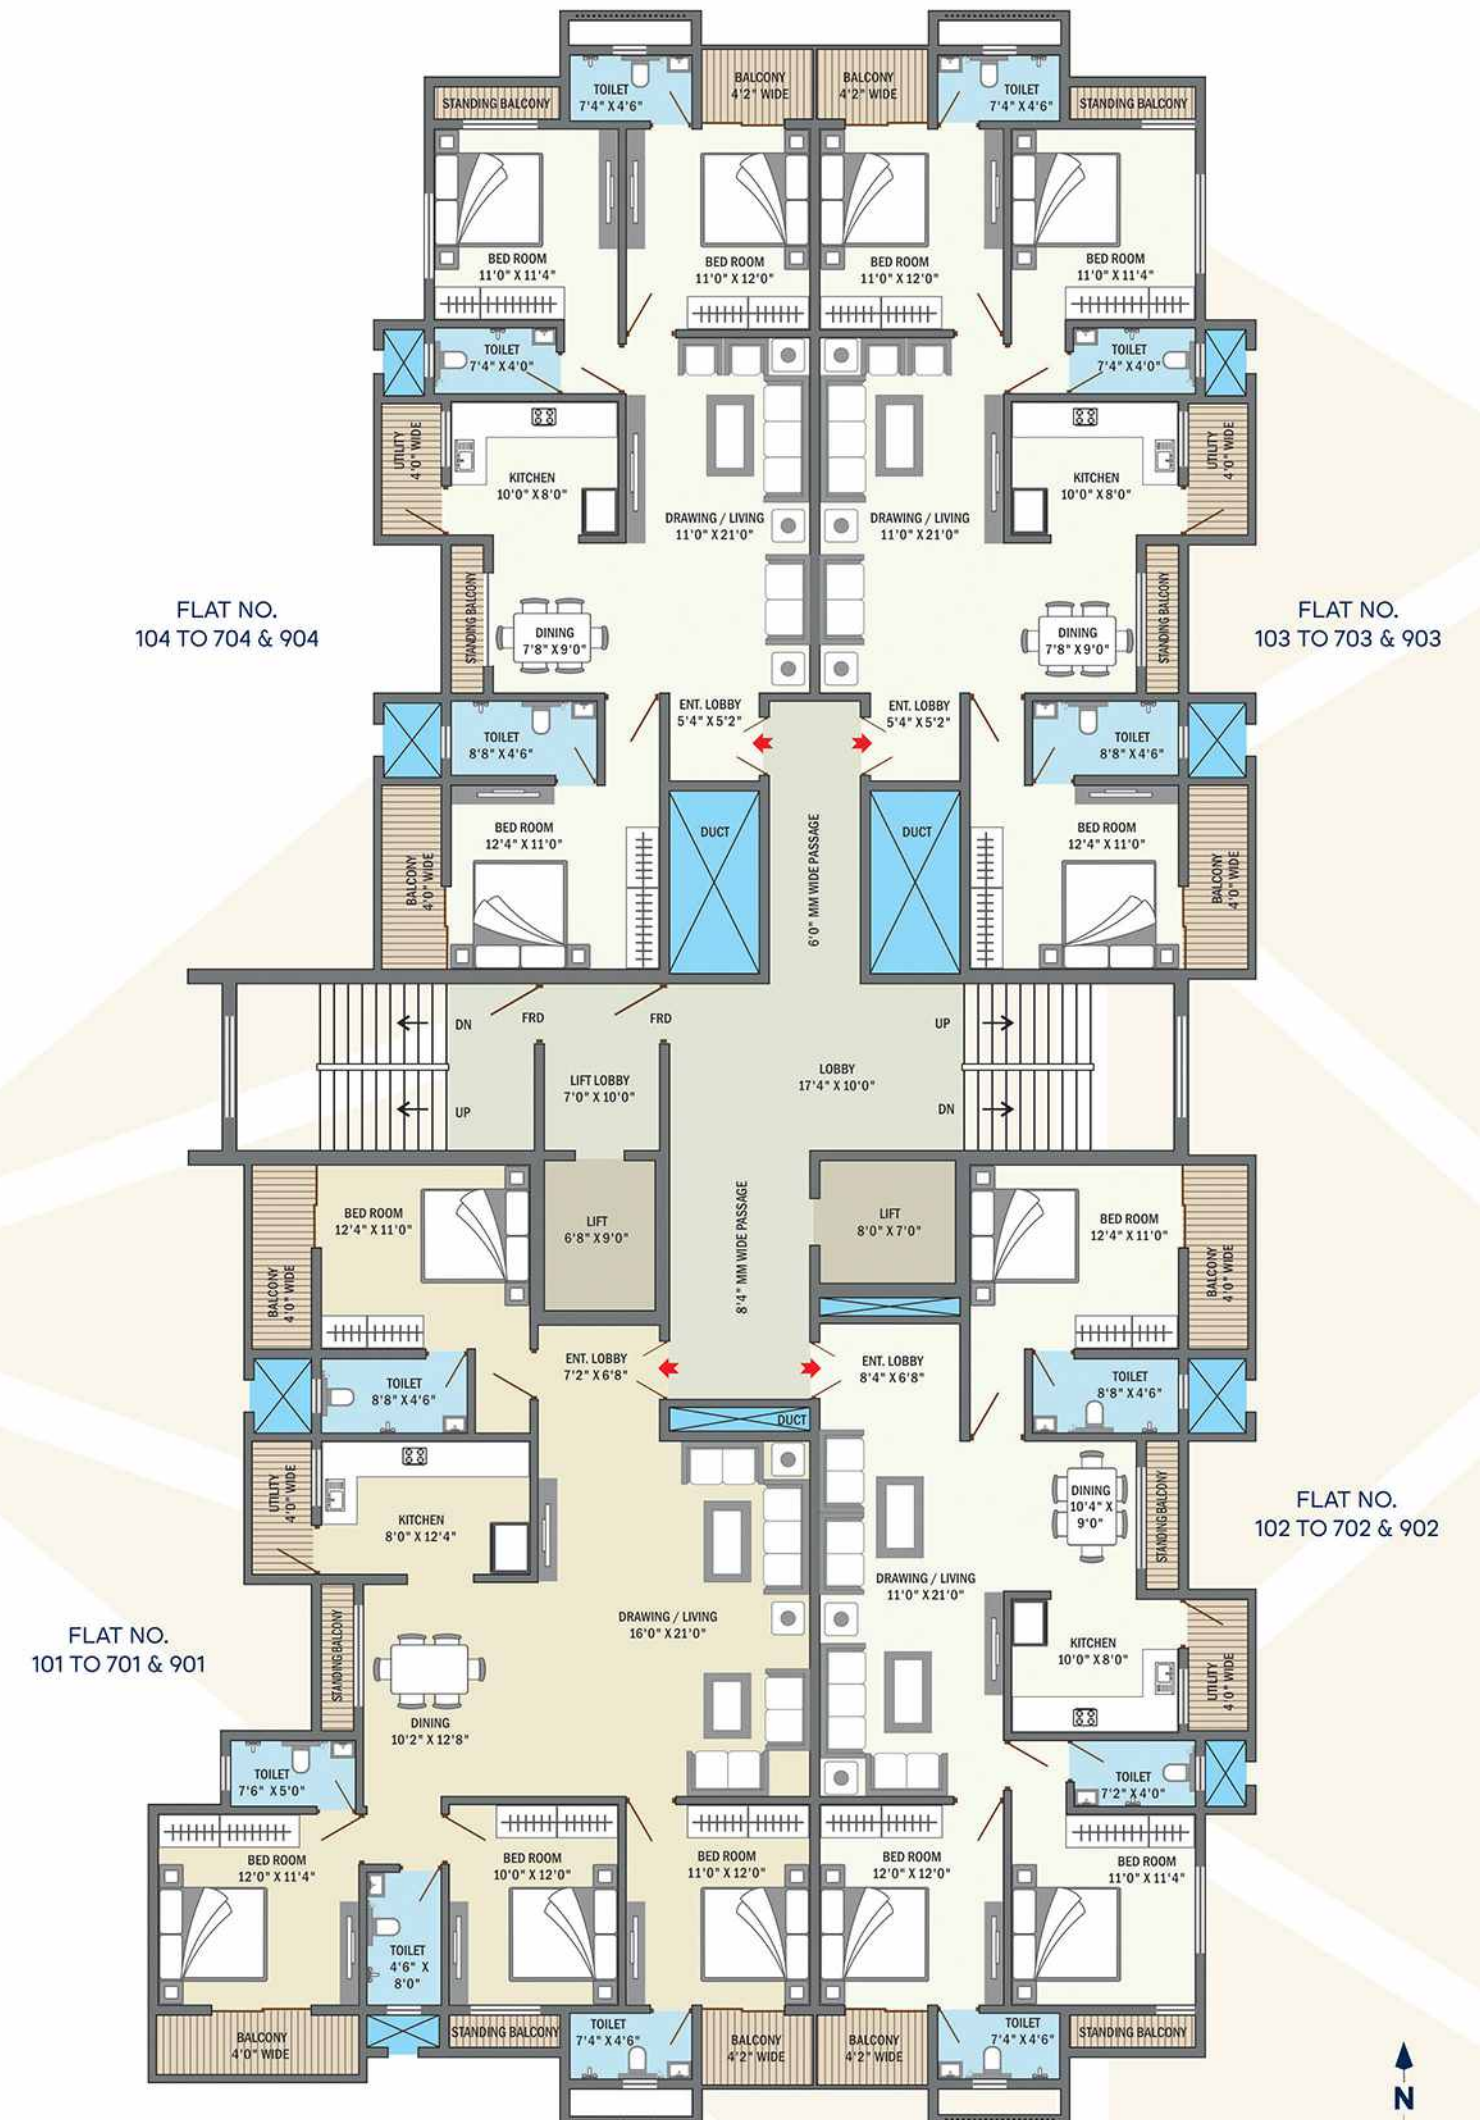 BALCONY
4'2" WIDE
BALCONY
4'2" WIDE
TOILET
7'4" X 4'6"
TOILET
7'4" X 4'6"
STANDING BALCONY
STANDING BALCONY
BED ROOM
11'0" X 11'4"
BED ROOM
11'0" X 12'0"
BED ROOM
11'0" X 12'0"
BED ROOM
11'0" X 11'4"
TOILET
7'4" X 4'0"
TOILET
7'4" X 4'0"
UTILITY
4'0" WIDE
KITCHEN
10'0" X 8'0"
KITCHEN
10'0" X 8'0"
UTILITY
4'0" WIDE
DRAWING / LIVING
11'0" X 21'0"
DRAWING / LIVING
11'0" X 21'0"
FLAT NO.
104 TO 704 & 904
STANDING BALCONY
DINING
7'8" X 9'0"
DINING
7'8" X 9'0"
STANDING BALCONY
FLAT NO.
103 TO 703 & 903
ENT. LOBBY
5'4" X 5'2"
ENT. LOBBY
5'4" X 5'2"
TOILET
8'8" X 4'6"
TOILET
8'8" X 4'6"
BED ROOM
12'4" X 11'0"
DUCT
6'0" MM WIDE PASSAGE
DUCT
BED ROOM
12'4" X 11'0"
BALCONY
4'0" WIDE
BALCONY
4'0" WIDE
DN
FRD
FRD
UP
LOBBY
17'4" X 10'0"
LIFT LOBBY
7'0" X 10'0"
UP
DN
BED ROOM
12'4" X 11'0"
LIFT
6'8" X 9'0"
8'4" MM WIDE PASSAGE
LIFT
8'0" X 7'0"
BED ROOM
12'4" X 11'0"
BALCONY
4'0" WIDE
BALCONY
4'0" WIDE
ENT. LOBBY
7'2" X 6'8"
ENT. LOBBY
8'4" X 6'8"
TOILET
8'8" X 4'6"
TOILET
8'8" X 4'6"
DUCT
UTILITY
4'0" WIDE
KITCHEN
8'0" X 12'4"
DINING
10'4" X
9'0"
STANDING BALCONY
FLAT NO.
102 TO 702 & 902
DRAWING / LIVING
11'0" X 21'0"
DRAWING / LIVING
16'0" X 21'0"
FLAT NO.
101 TO 701 & 901
STANDING BALCONY
KITCHEN
10'0" X 8'0"
UTILITY
4'0" WIDE
DINING
10'2" X 12'8"
TOILET
7'6" X 5'0"
TOILET
7'2" X 4'0"
BED ROOM
12'0" X 11'4"
BED ROOM
10'0" X 12'0"
BED ROOM
11'0" X 12'0"
BED ROOM
12'0" X 12'0"
BED ROOM
11'0" X 11'4"
TOILET
4'6" X
8'0"
BALCONY
4'0" WIDE
STANDING BALCONY
TOILET
7'4" X 4'6"
BALCONY
4'2" WIDE
BALCONY
4'2" WIDE
TOILET
7'4" X 4'6"
STANDING BALCONY
N